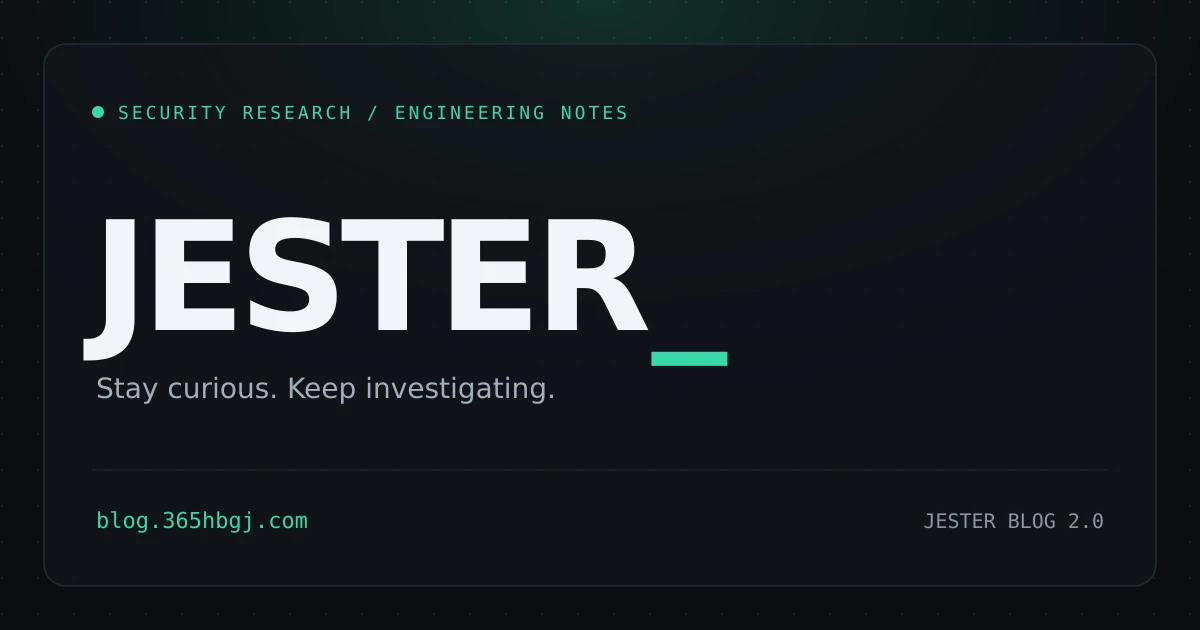 SECURITY RESEARCH / ENGINEERING NOTES
JESTER_
Stay curious. Keep investigating.
blog.365hbgj.com
JESTER BLOG 2.0